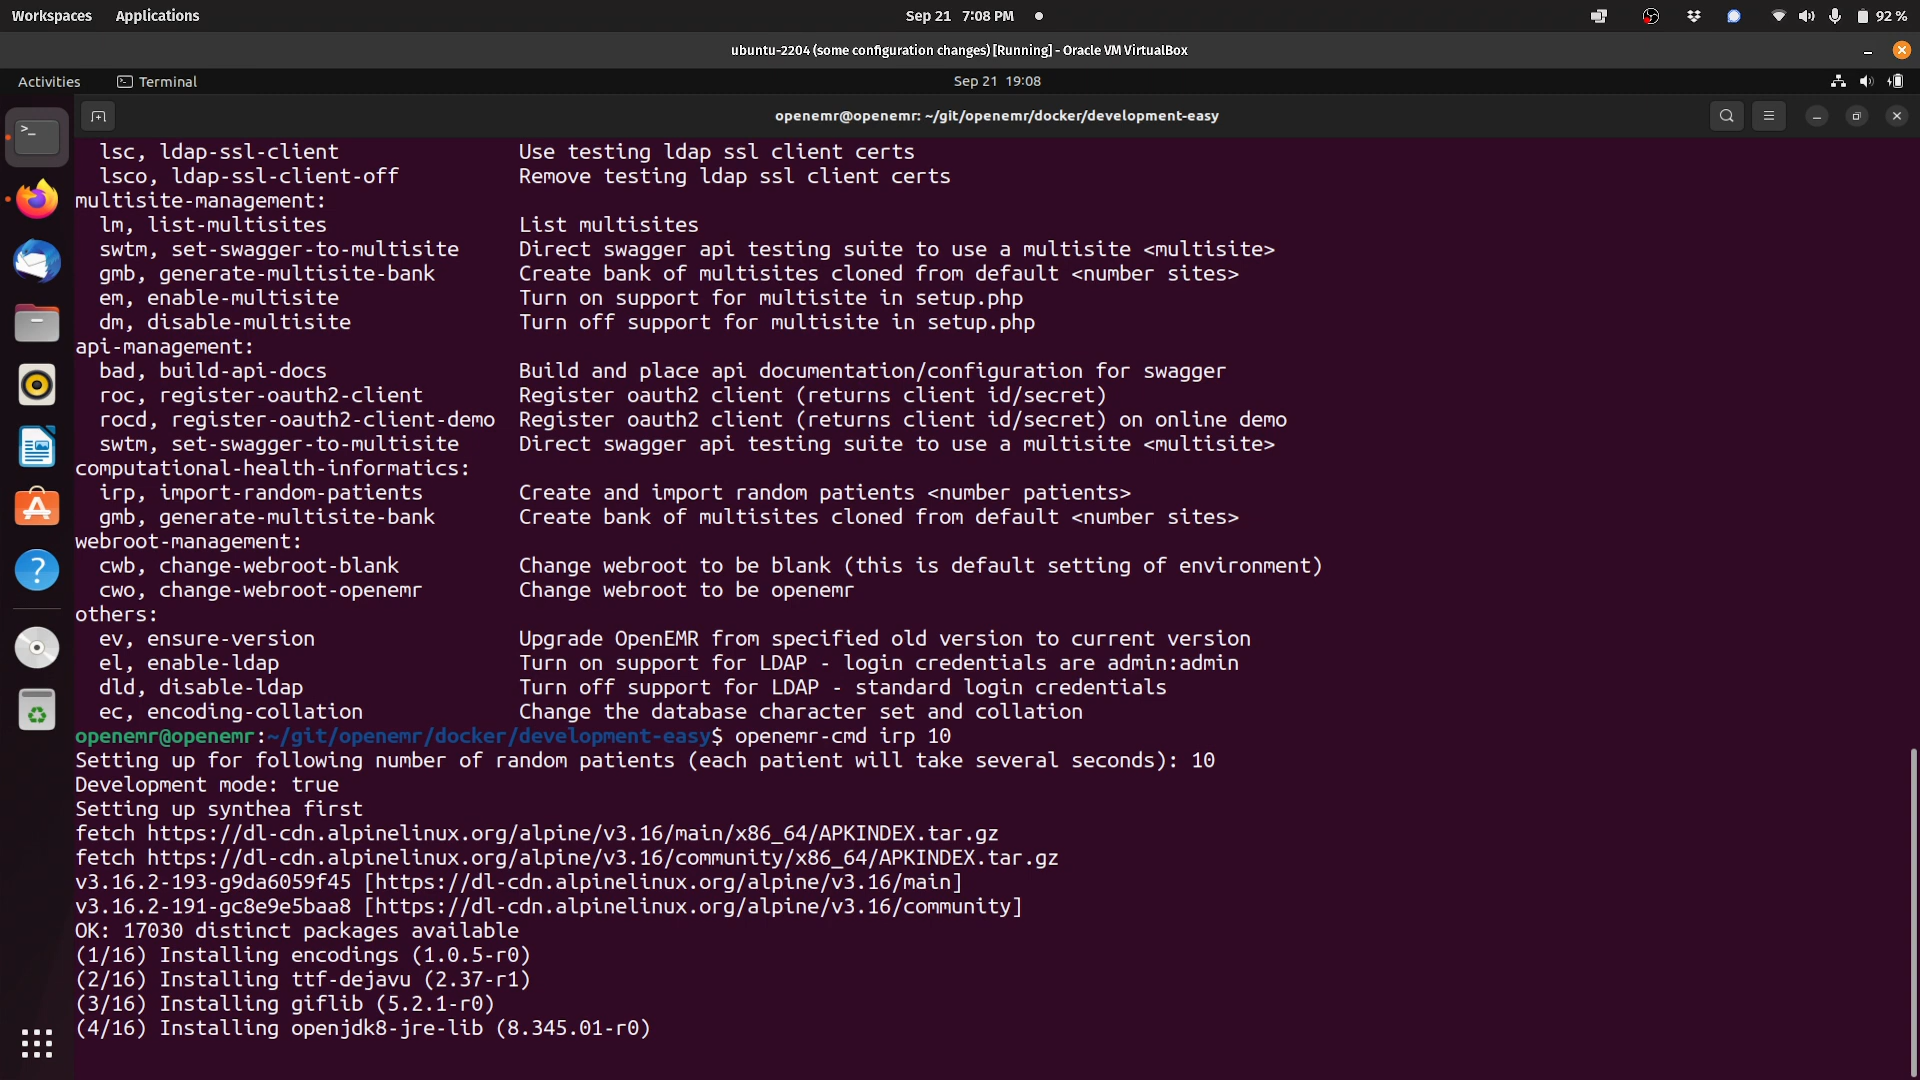 Workspaces Applications Sep 21 7:08 PM 92 %
ubuntu-2204 (some configuration changes) [Running] - Oracle VM VirtualBox
Activities Terminal Sep 21 19:08
openemr@openemr: ~/git/openemr/docker/development-easy
lsc, ldap-ssl-client Use testing ldap ssl client certs
lsco, ldap-ssl-client-off Remove testing ldap ssl client certs
multisite-management:
lm, list-multisites List multisites
swtm, set-swagger-to-multisite Direct swagger api testing suite to use a multisite <multisite>
gmb, generate-multisite-bank Create bank of multisites cloned from default <number sites>
em, enable-multisite Turn on support for multisite in setup.php
dm, disable-multisite Turn off support for multisite in setup.php
api-management:
bad, build-api-docs Build and place api documentation/configuration for swagger
roc, register-oauth2-client Register oauth2 client (returns client id/secret)
rocd, register-oauth2-client-demo Register oauth2 client (returns client id/secret) on online demo
swtm, set-swagger-to-multisite Direct swagger api testing suite to use a multisite <multisite>
computational-health-informatics:
irp, import-random-patients Create and import random patients <number patients>
gmb, generate-multisite-bank Create bank of multisites cloned from default <number sites>
webroot-management:
cwb, change-webroot-blank Change webroot to be blank (this is default setting of environment)
cwo, change-webroot-openemr Change webroot to be openemr
others:
ev, ensure-version Upgrade OpenEMR from specified old version to current version
el, enable-ldap Turn on support for LDAP - login credentials are admin:admin
dld, disable-ldap Turn off support for LDAP - standard login credentials
ec, encoding-collation Change the database character set and collation
openemr@openemr:~/git/openemr/docker/development-easy$ openemr-cmd irp 10
Setting up for following number of random patients (each patient will take several seconds): 10
Development mode: true
Setting up synthea first
fetch https://dl-cdn.alpinelinux.org/alpine/v3.16/main/x86_64/APKINDEX.tar.gz
fetch https://dl-cdn.alpinelinux.org/alpine/v3.16/community/x86_64/APKINDEX.tar.gz
v3.16.2-193-g9da6059f45 [https://dl-cdn.alpinelinux.org/alpine/v3.16/main]
v3.16.2-191-gc8e9e5baa8 [https://dl-cdn.alpinelinux.org/alpine/v3.16/community]
OK: 17030 distinct packages available
(1/16) Installing encodings (1.0.5-r0)
(2/16) Installing ttf-dejavu (2.37-r1)
(3/16) Installing giflib (5.2.1-r0)
(4/16) Installing openjdk8-jre-lib (8.345.01-r0)